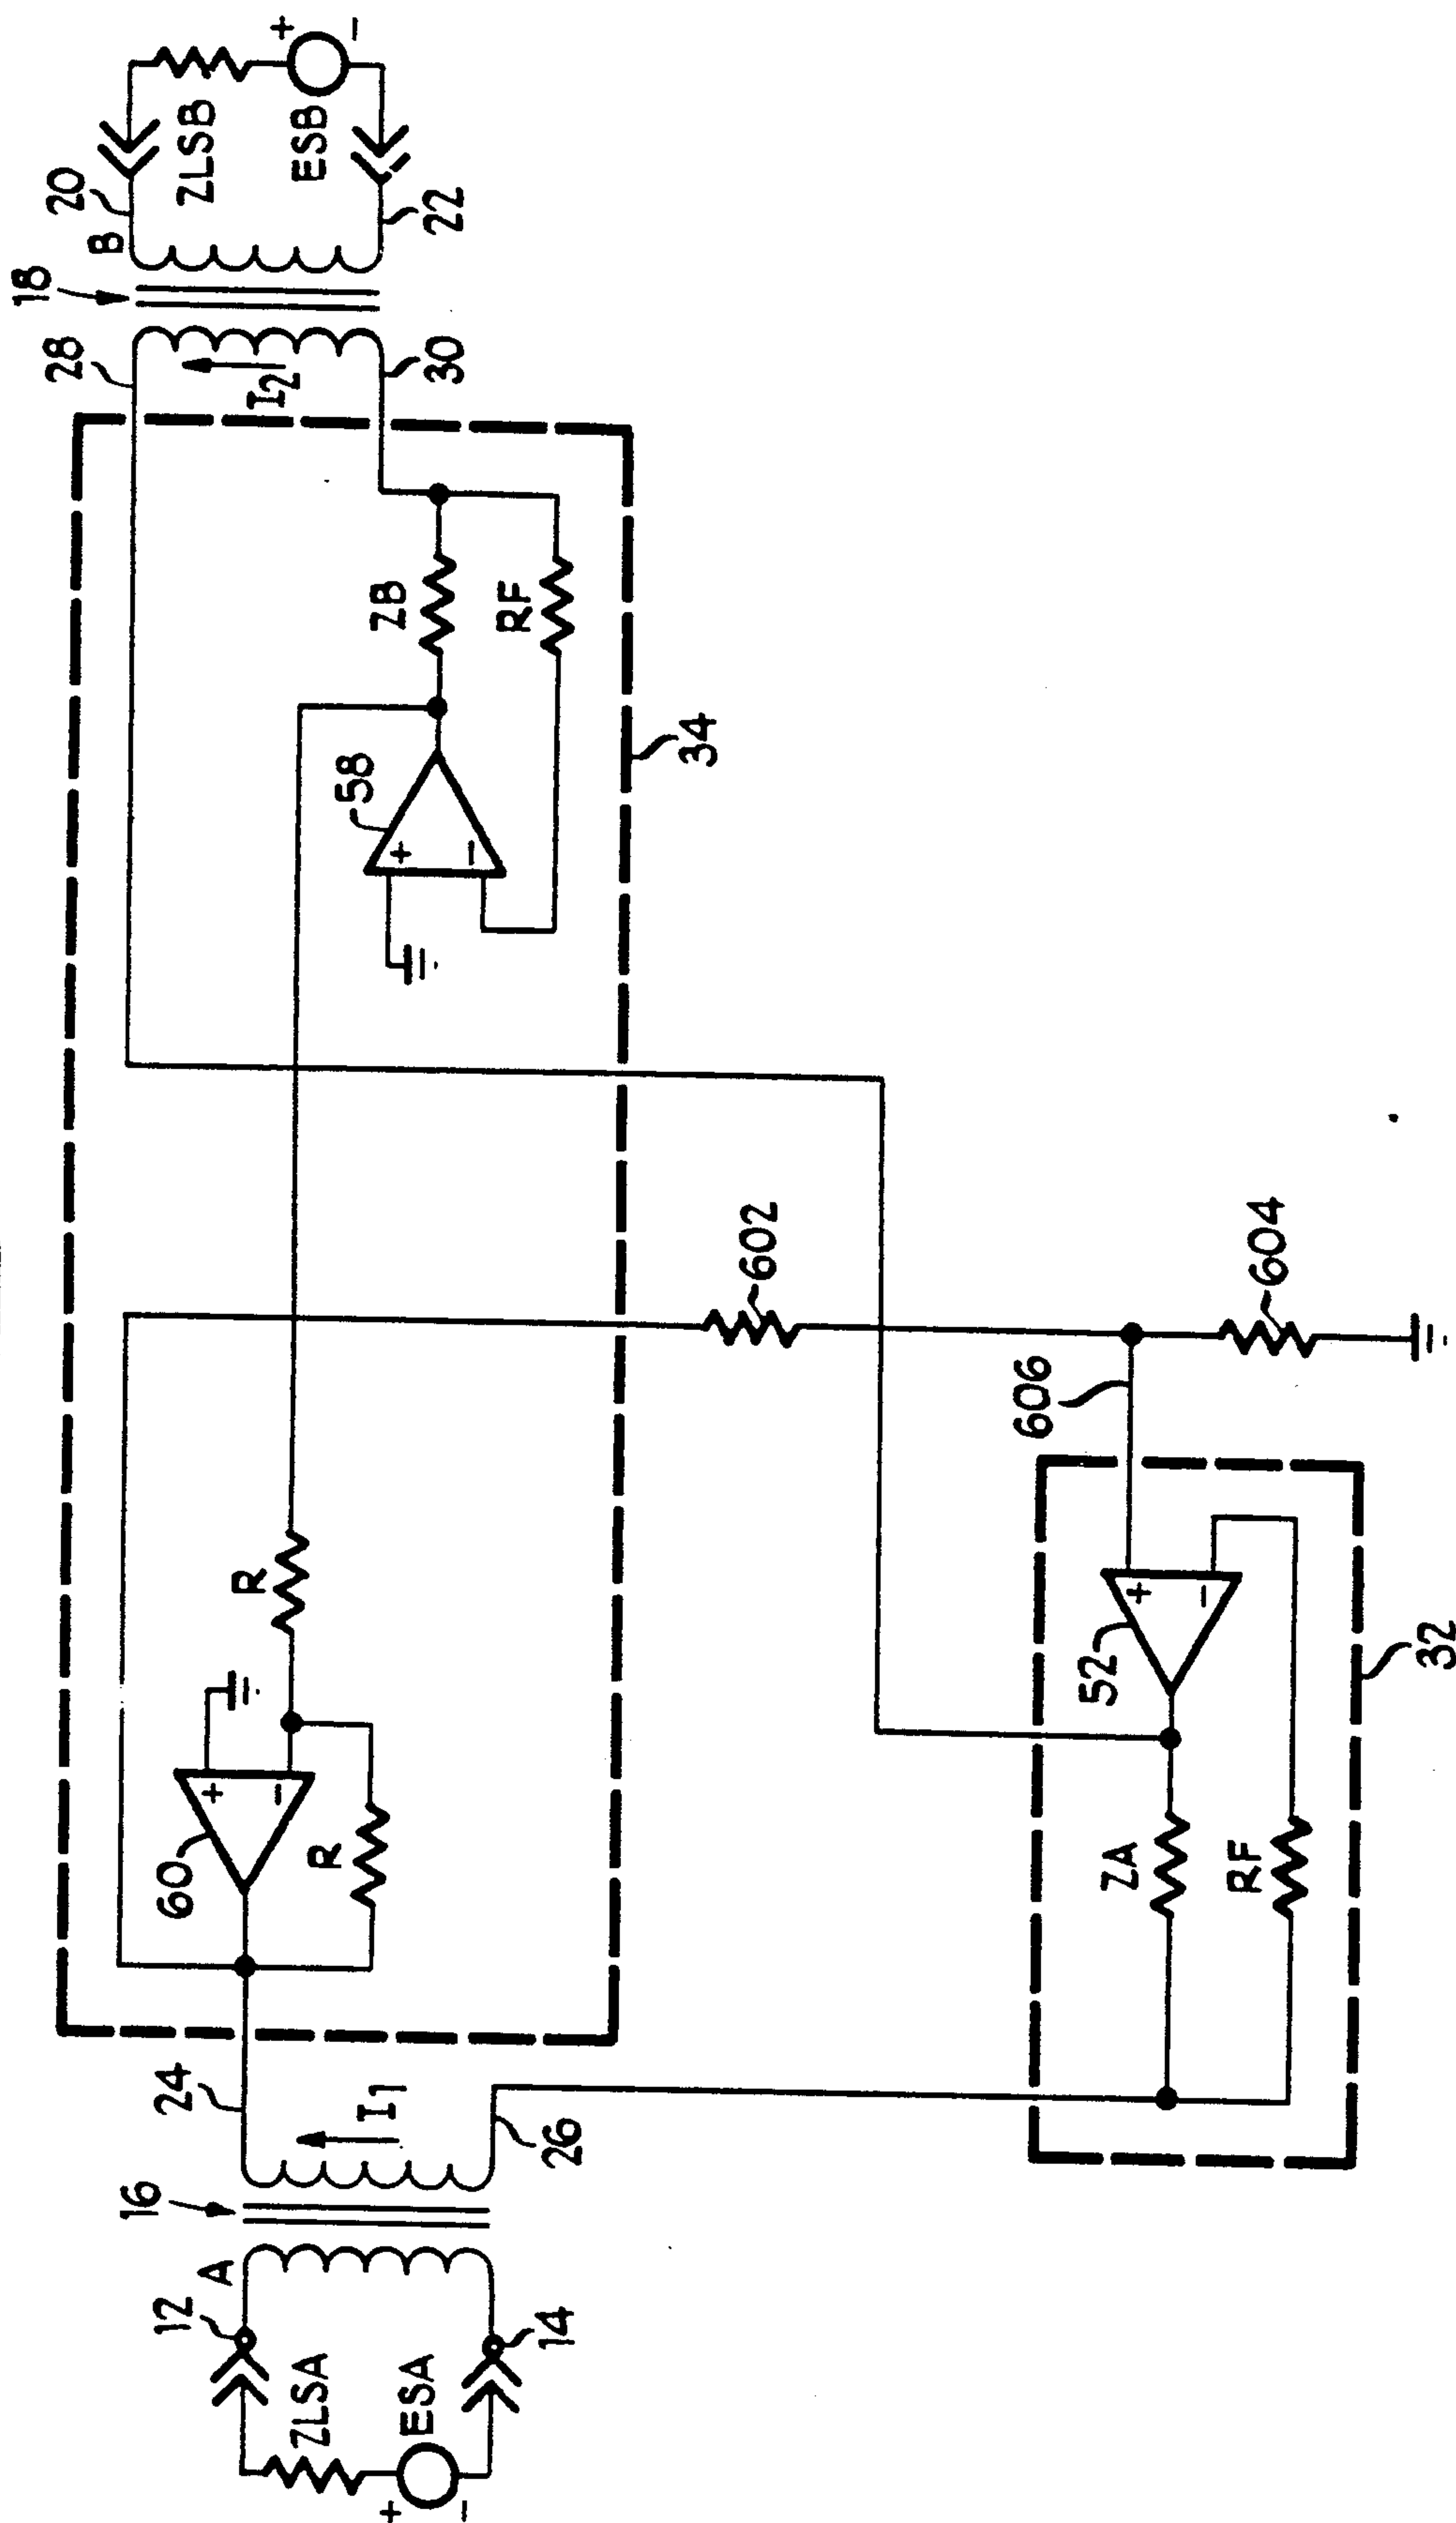 18
28
20
B
+
-
ZLSB
ESB
22
I2
30
ZB
RF
58
+
-
34
602
604
606
R
60
+
-
R
24
I1
26
16
A
12
ZLSA
ESA
14
+
-
52
+
-
ZA
RF
32